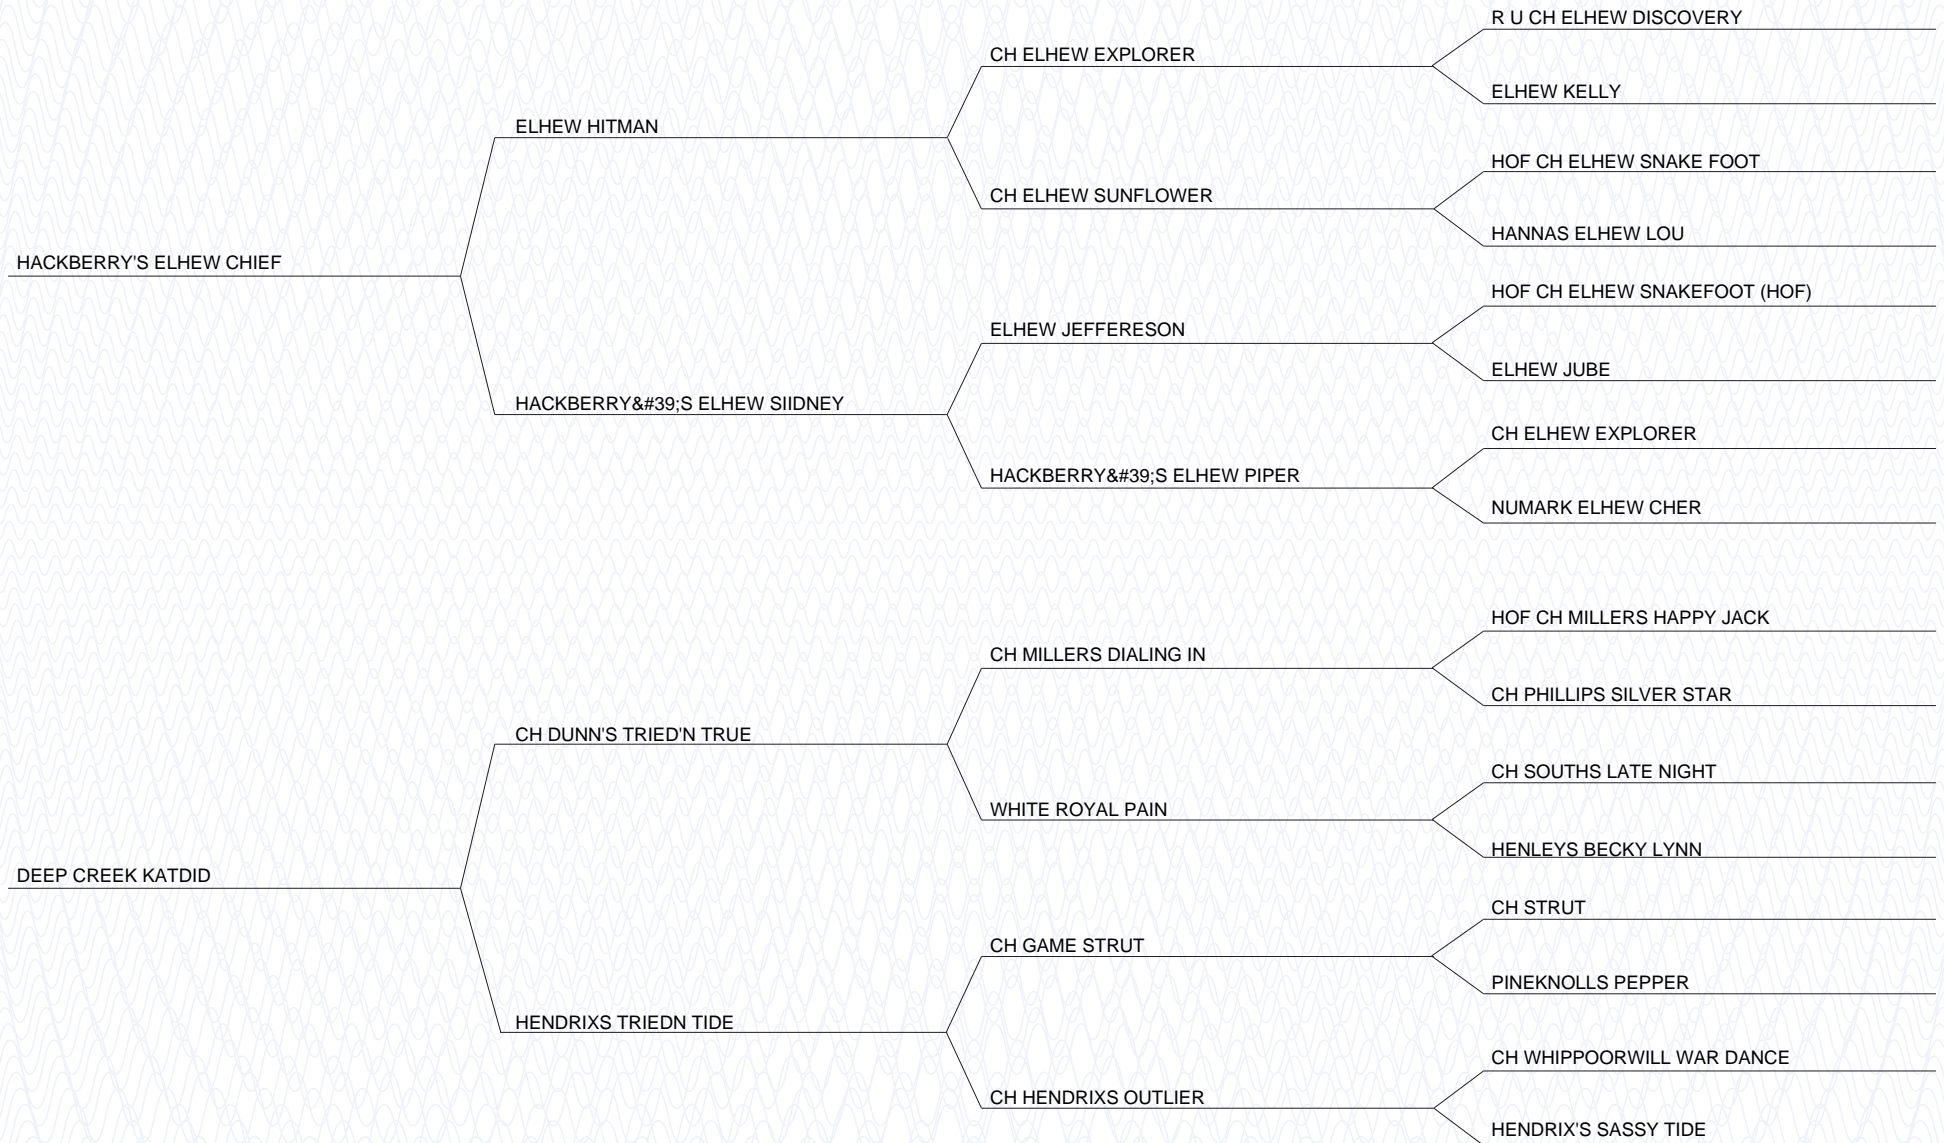 R U CH ELHEW DISCOVERY
CH ELHEW EXPLORER
ELHEW KELLY
ELHEW HITMAN
HOF CH ELHEW SNAKE FOOT
CH ELHEW SUNFLOWER
HANNAS ELHEW LOU
HACKBERRY'S ELHEW CHIEF
HOF CH ELHEW SNAKEFOOT (HOF)
ELHEW JEFFERESON
ELHEW JUBE
HACKBERRY&#39;S ELHEW SIIDNEY
CH ELHEW EXPLORER
HACKBERRY&#39;S ELHEW PIPER
NUMARK ELHEW CHER
HOF CH MILLERS HAPPY JACK
CH MILLERS DIALING IN
CH PHILLIPS SILVER STAR
CH DUNN'S TRIED'N TRUE
CH SOUTHS LATE NIGHT
WHITE ROYAL PAIN
HENLEYS BECKY LYNN
DEEP CREEK KATDID
CH STRUT
CH GAME STRUT
PINEKNOLLS PEPPER
HENDRIXS TRIEDN TIDE
CH WHIPPOORWILL WAR DANCE
CH HENDRIXS OUTLIER
HENDRIX'S SASSY TIDE